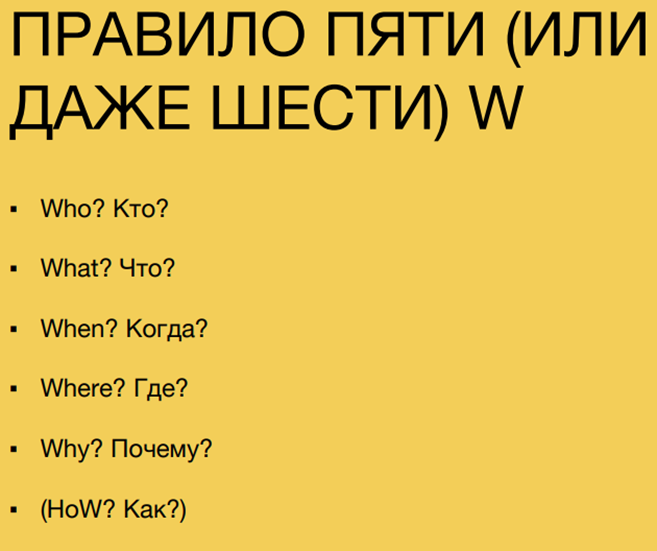 ПРАВИЛО ПЯТИ (ИЛИ
ДАЖЕ ШЕСТИ) W
▪ Who? Кто?
▪ What? Что?
▪ When? Когда?
▪ Where? Где?
▪ Why? Почему?
▪ (HoW? Как?)